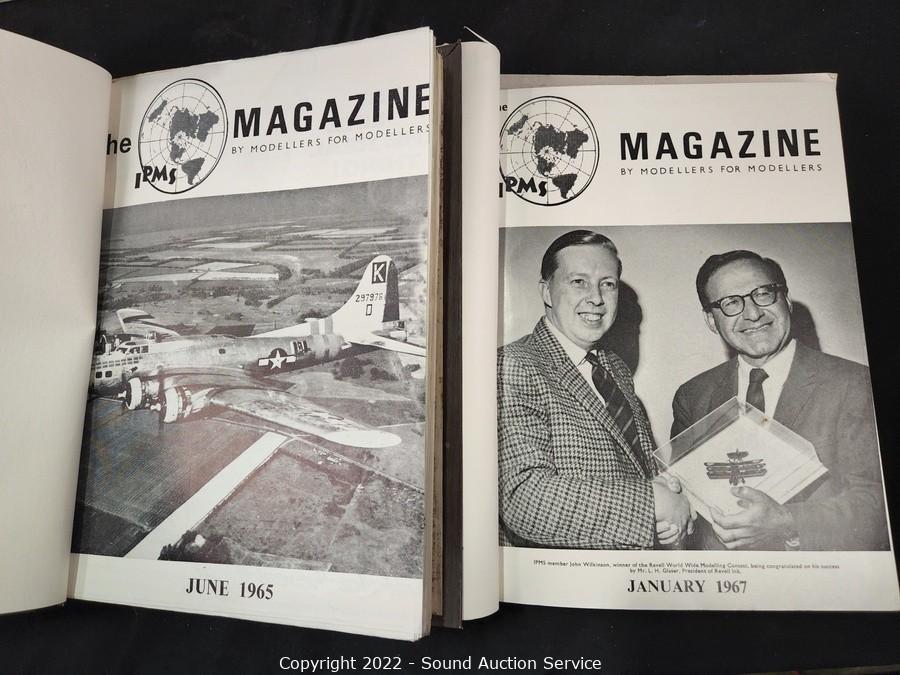 the
IPMS
MAGAZINE
BY MODELLERS FOR MODELLERS
K
297976
D
JUNE 1965
the
IPMS
MAGAZINE
BY MODELLERS FOR MODELLERS
IPMS member John Wilkinson, winner of the Revell World Wide Modelling Contest, being congratulated on his success
by Mr. L. H. Glaser, President of Revell Ink.
JANUARY 1967
Copyright 2022 - Sound Auction Service